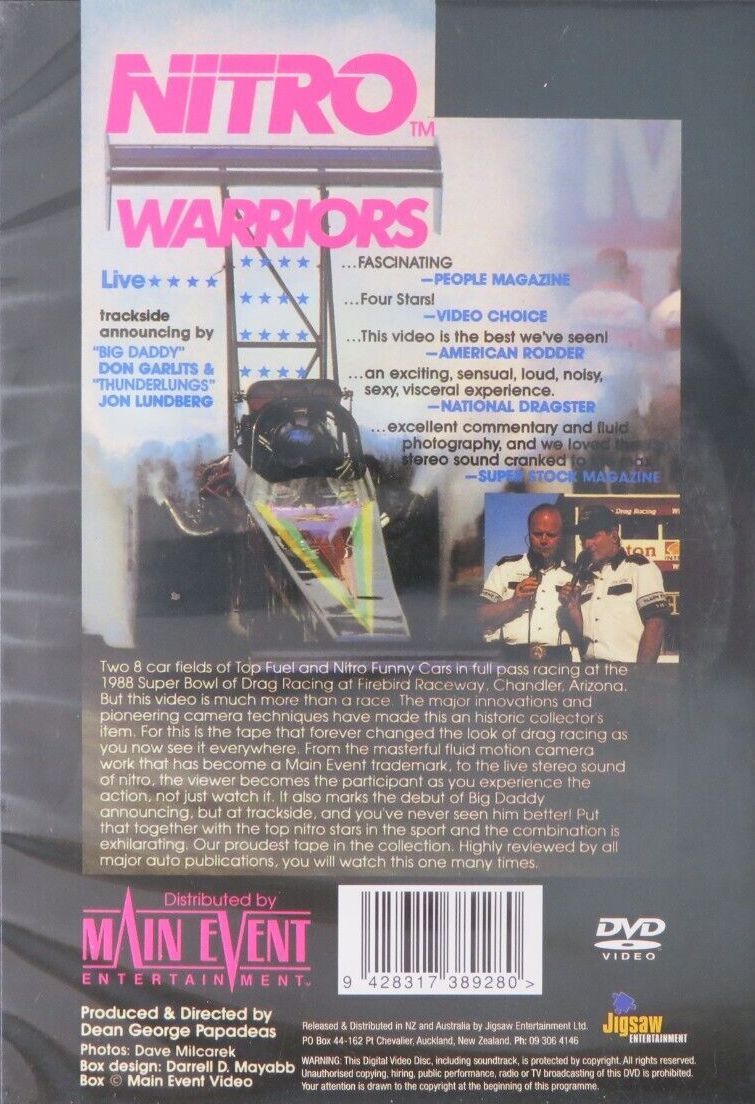 NITRO
TM
WARRIORS
Live ★★★★
trackside
announcing by
"BIG DADDY"
DON GARLITS &
"THUNDERLUNGS"
JON LUNDBERG
★★★★ ...FASCINATING
—PEOPLE MAGAZINE
★★★★ ...Four Stars!
—VIDEO CHOICE
★★★★ ...This video is the best we've seen!
—AMERICAN RODDER
★★★★ ...an exciting, sensual, loud, noisy,
sexy, visceral experience.
—NATIONAL DRAGSTER
...excellent commentary and fluid
photography, and we loved the
stereo sound cranked to
—SUPER STOCK MAGAZINE
Drag Racing
ton
Two 8 car fields of Top Fuel and Nitro Funny Cars in full pass racing at the
1988 Super Bowl of Drag Racing at Firebird Raceway, Chandler, Arizona.
But this video is much more than a race. The major innovations and
pioneering camera techniques have made this an historic collector's
item. For this is the tape that forever changed the look of drag racing as
you now see it everywhere. From the masterful fluid motion camera
work that has become a Main Event trademark, to the live stereo sound
of nitro, the viewer becomes the participant as you experience the
action, not just watch it. It also marks the debut of Big Daddy
announcing, but at trackside, and you've never seen him better! Put
that together with the top nitro stars in the sport and the combination is
exhilarating. Our proudest tape in the collection. Highly reviewed by all
major auto publications, you will watch this one many times.
Distributed by
MAIN EVENT
ENTERTAINMENT
9 428317 389280 >
DVD
VIDEO
Produced & Directed by
Dean George Papadeas
Photos: Dave Milcarek
Box design: Darrell D. Mayabb
Box © Main Event Video
Released & Distributed in NZ and Australia by Jigsaw Entertainment Ltd.
PO Box 44-162 Pt Chevalier, Auckland, New Zealand. Ph: 09 306 4146
Jigsaw
ENTERTAINMENT
WARNING: This Digital Video Disc, including soundtrack, is protected by copyright. All rights reserved.
Unauthorised copying, hiring, public performance, radio or TV broadcasting of this DVD is prohibited.
Your attention is drawn to the copyright at the beginning of this programme.